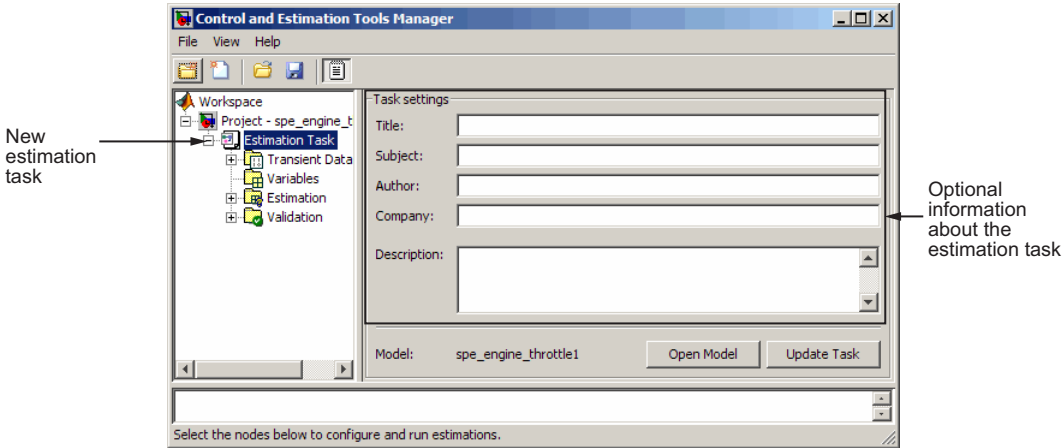 Control and Estimation Tools Manager
File View Help
Workspace
Project - spe_engine_t
Estimation Task
Transient Data
Variables
Estimation
Validation
Task settings
Title:
Subject:
Author:
Company:
Description:
Model: spe_engine_throttle1
Open Model
Update Task
Select the nodes below to configure and run estimations.
New
estimation
task
Optional
information
about the
estimation task